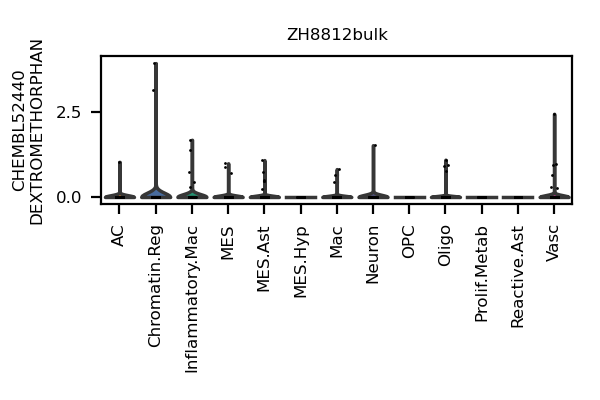 ZH8812bulk
CHEMBL52440
DEXTROMETHORPHAN
2.5
0.0
AC
Chromatin.Reg
Inflammatory.Mac
MES
MES.Ast
MES.Hyp
Mac
Neuron
OPC
Oligo
Prolif.Metab
Reactive.Ast
Vasc